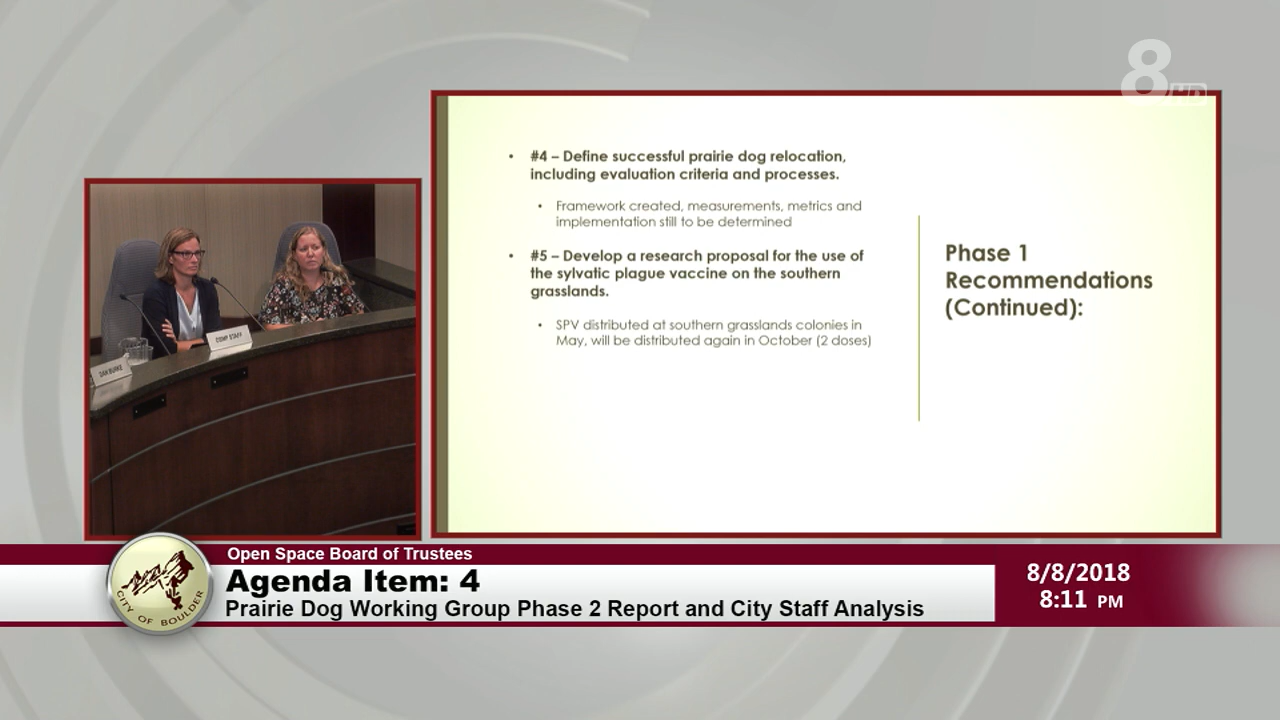 8 HD
• #4 – Define successful prairie dog relocation,
including evaluation criteria and processes.
• Framework created, measurements, metrics and
implementation still to be determined
• #5 – Develop a research proposal for the use of
the sylvatic plague vaccine on the southern
grasslands.
• SPV distributed at southern grasslands colonies in
May, will be distributed again in October (2 doses)
Phase 1
Recommendations
(Continued):
DAN BURKE
OSMP STAFF
CITY OF BOULDER
Open Space Board of Trustees
Agenda Item: 4
Prairie Dog Working Group Phase 2 Report and City Staff Analysis
8/8/2018
8:11 PM